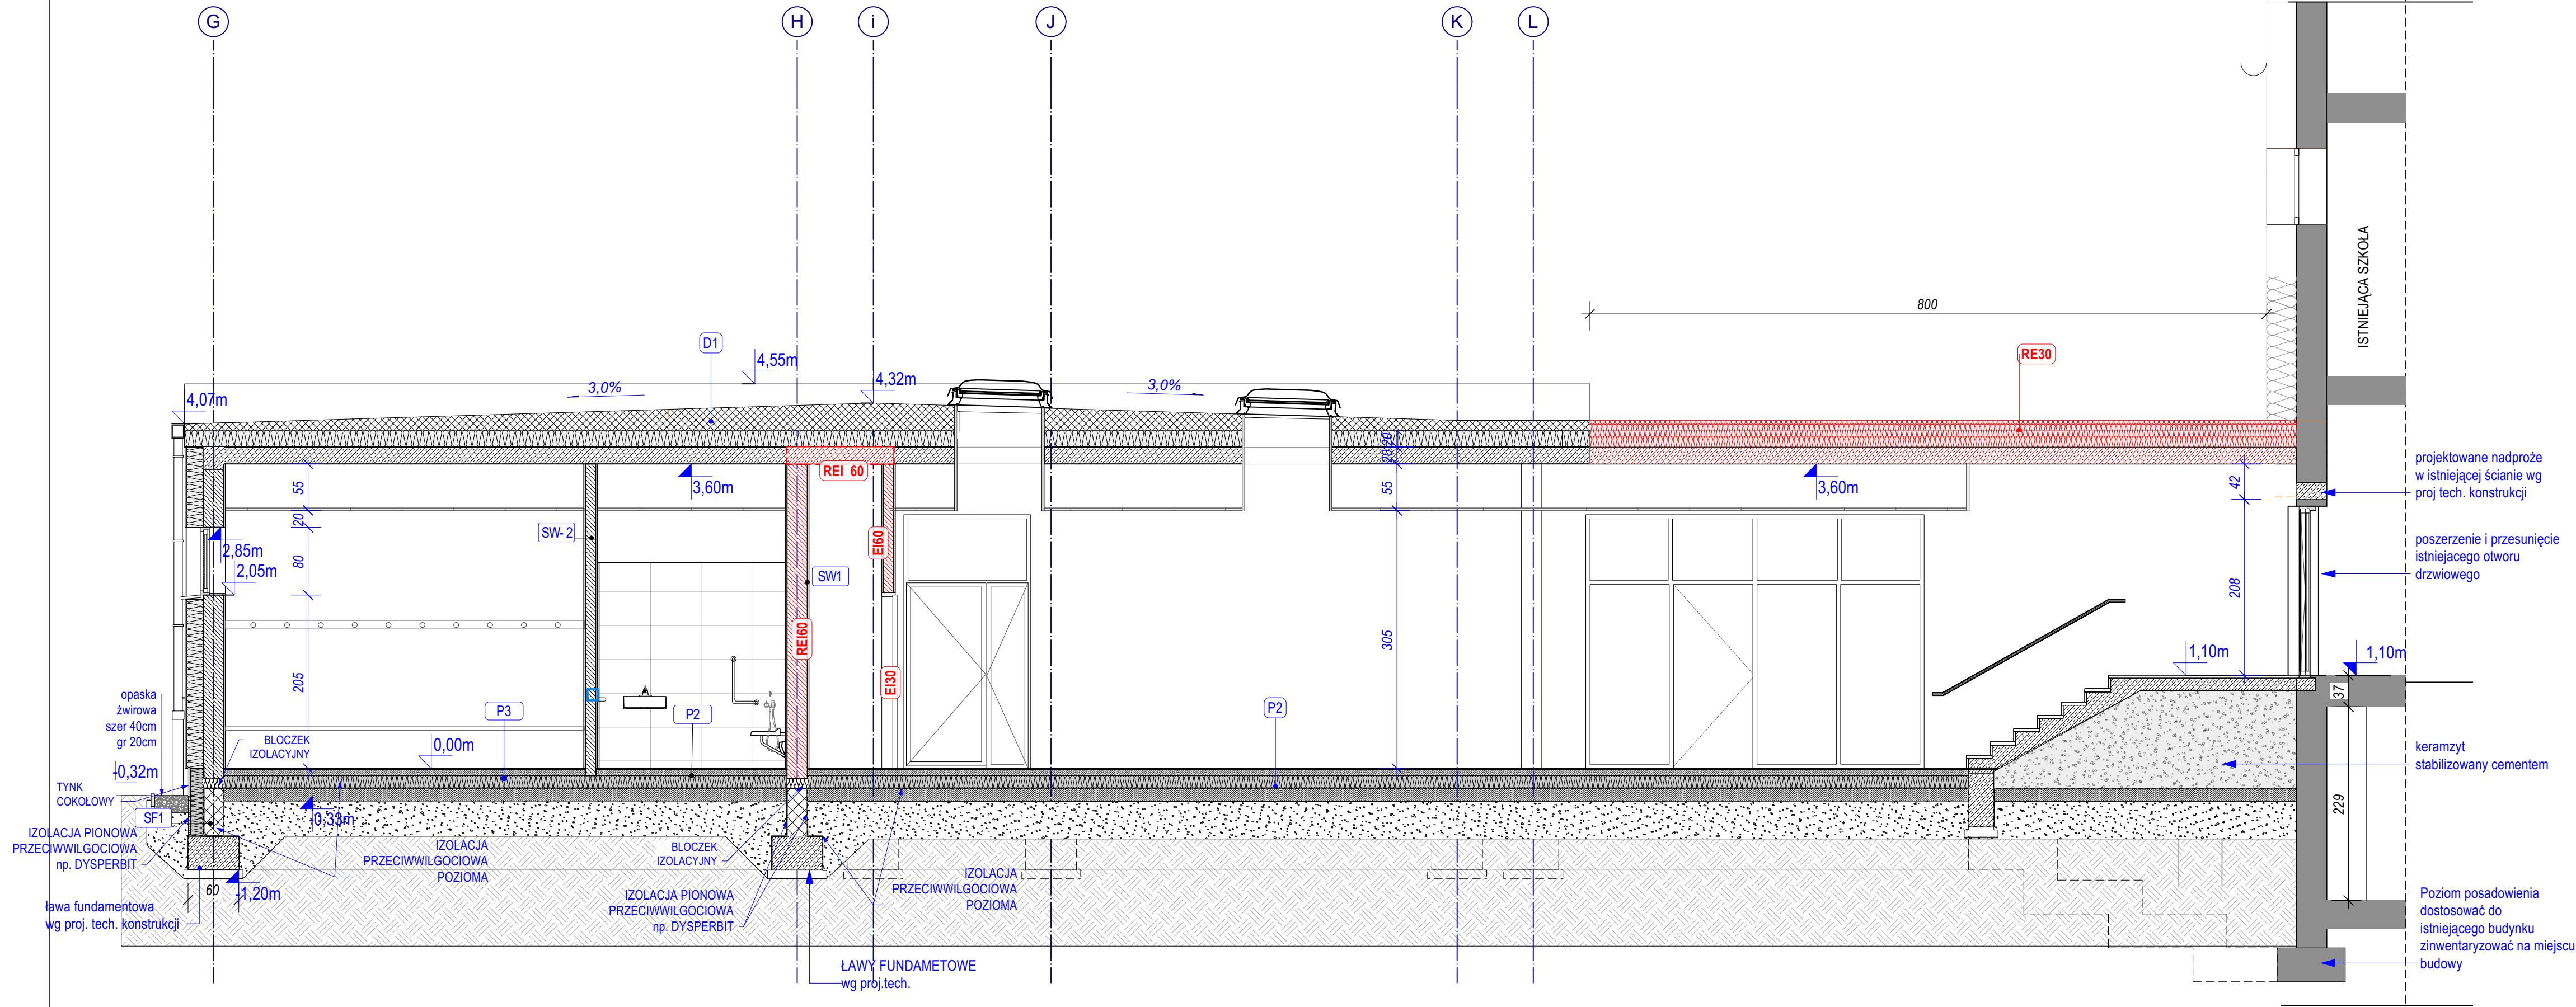 G
H
i
J
K
L
ISTNIEJĄCA SZKOŁA
800
RE30
D1
4,55m
4,32m
4,07m
3,0%
3,0%
REI 60
3,60m
3,60m
20
20
55
55
42
20
2,85m
2,05m
80
205
SW- 2
SW1
EI60
REI60
EI30
305
208
projektowane nadproże
w istniejącej ścianie wg
proj tech. konstrukcji
poszerzenie i przesunięcie
istniejacego otworu
drzwiowego
1,10m
1,10m
37
229
opaska
żwirowa
szer 40cm
gr 20cm
BLOCZEK
IZOLACYJNY
P3
P2
P2
0,00m
-0,32m
-0,33m
TYNK
COKOŁOWY
SF1
IZOLACJA PIONOWA
PRZECIWWILGOCIOWA
np. DYSPERBIT
IZOLACJA
PRZECIWWILGOCIOWA
POZIOMA
60
-1,20m
ława fundamentowa
wg proj. tech. konstrukcji
BLOCZEK
IZOLACYJNY
IZOLACJA PIONOWA
PRZECIWWILGOCIOWA
np. DYSPERBIT
IZOLACJA
PRZECIWWILGOCIOWA
POZIOMA
ŁAWY FUNDAMETOWE
wg proj.tech.
keramzyt
stabilizowany cementem
Poziom posadowienia
dostosować do
istniejącego budynku
zinwentaryzować na miejscu
budowy